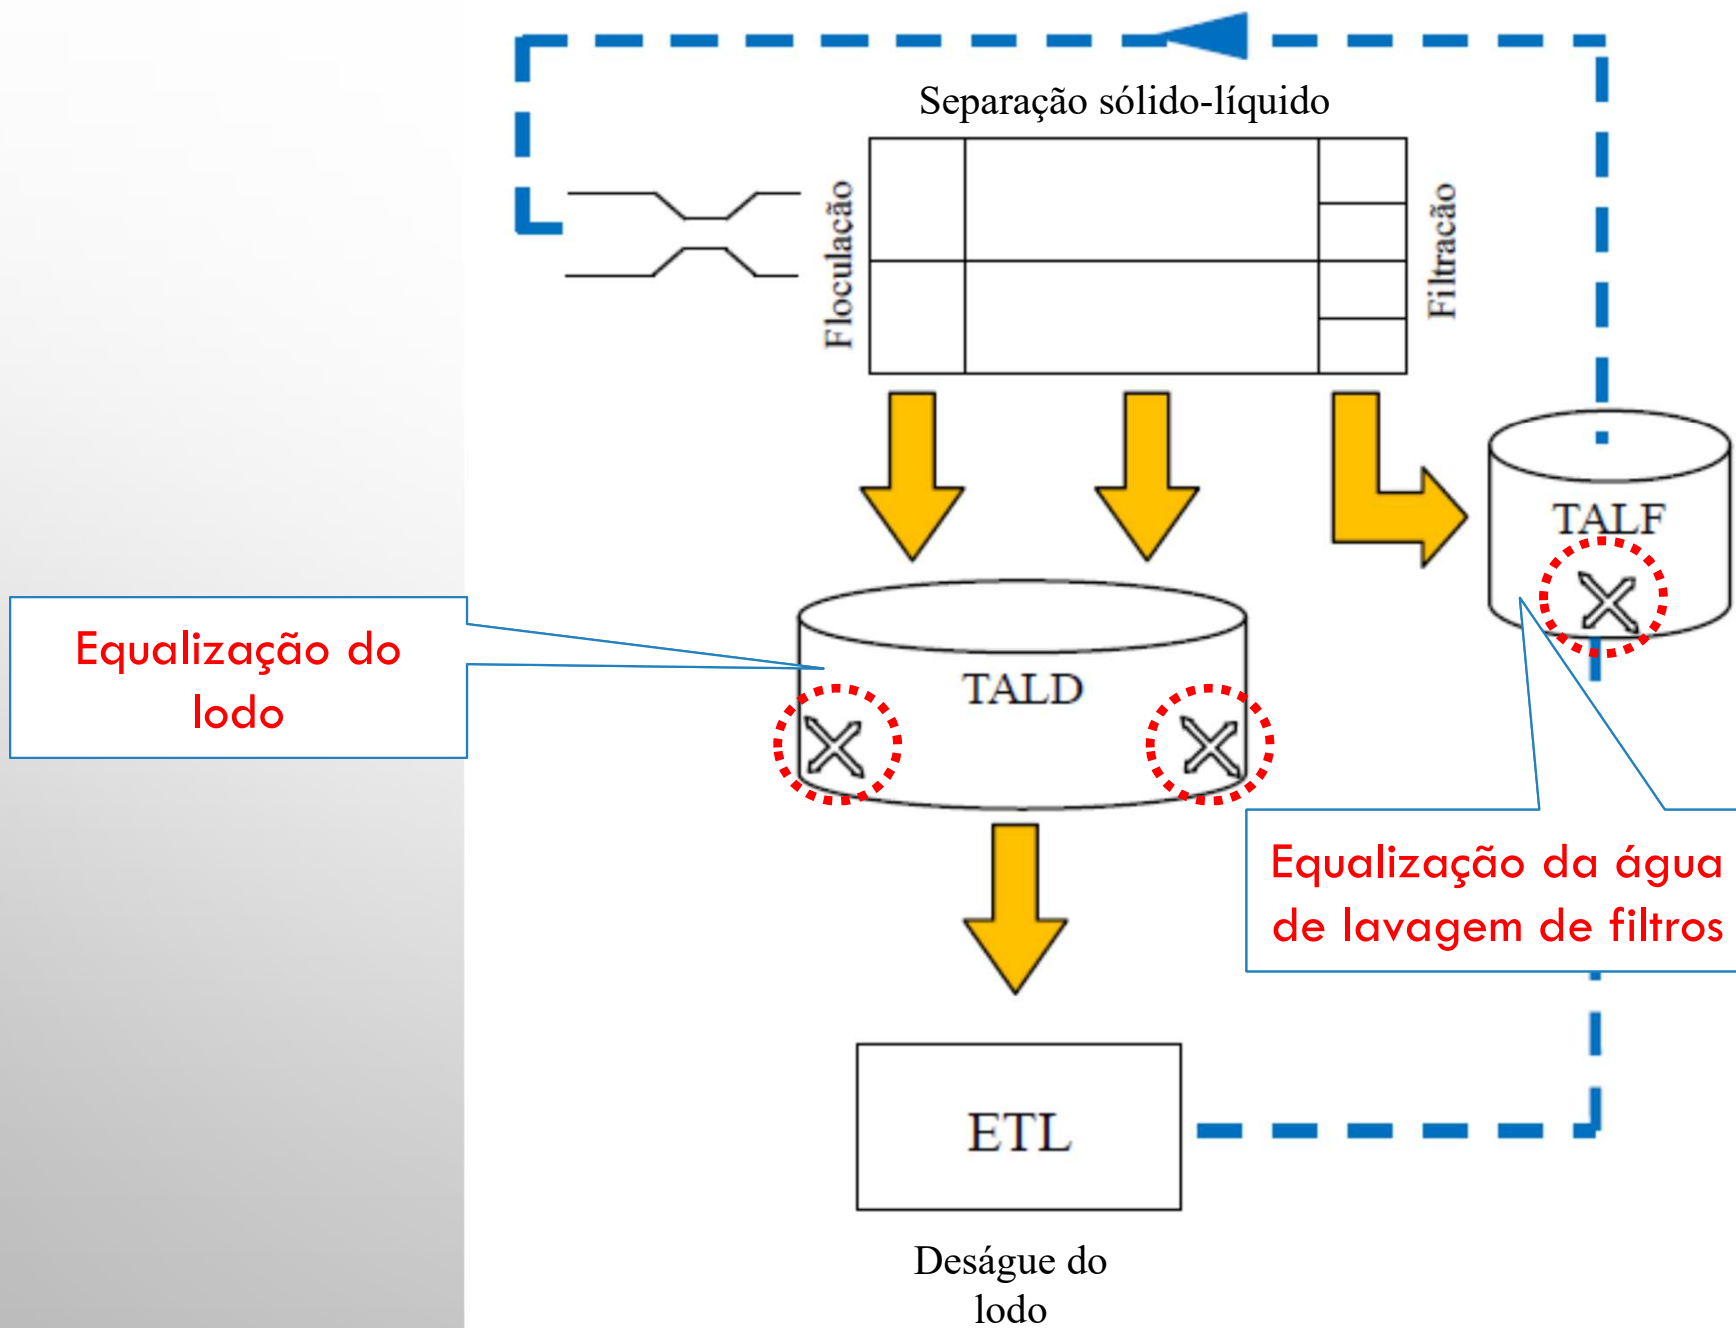 Separação sólido-líquido
Floculação
Filtração
TALF
TALD
Equalização do
lodo
Equalização da água
de lavagem de filtros
ETL
Deságue do
lodo